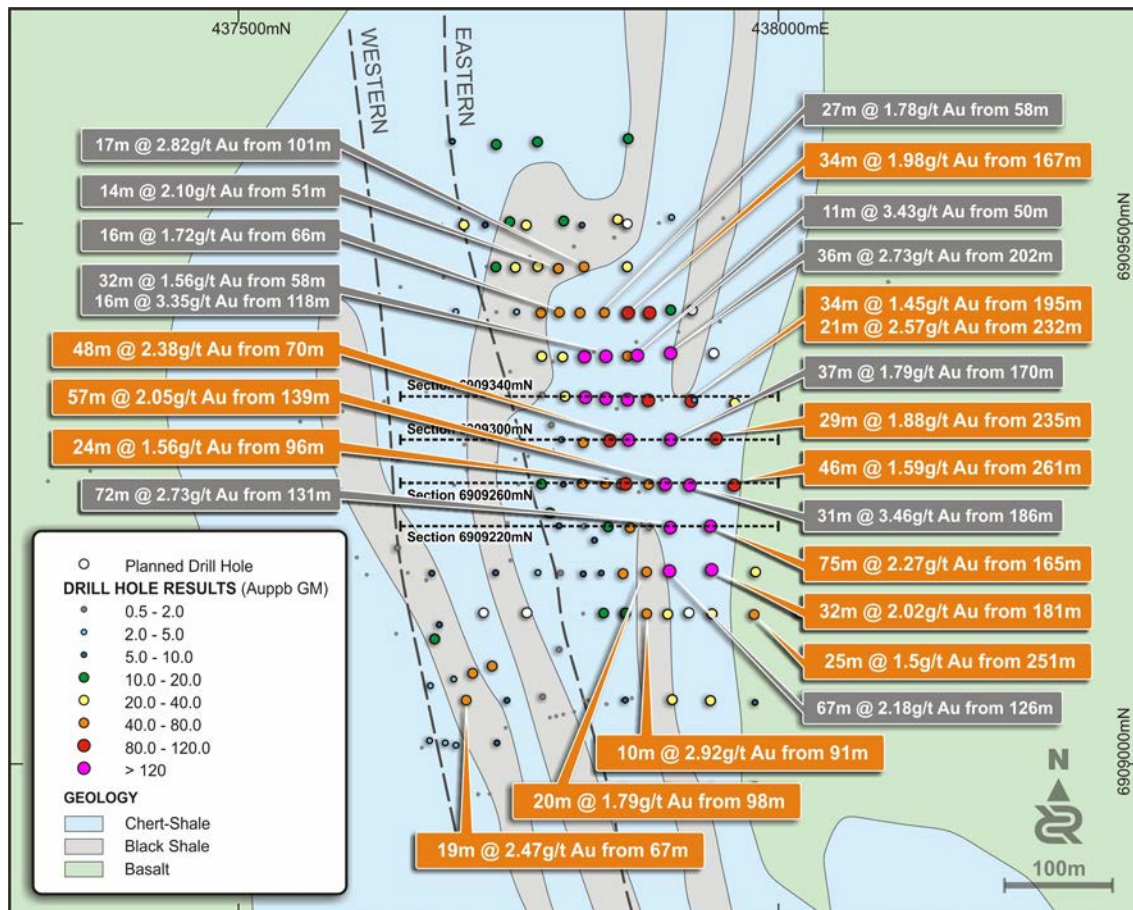 437500mN
438000mE
WESTERN
EASTERN
27m @ 1.78g/t Au from 58m
17m @ 2.82g/t Au from 101m
34m @ 1.98g/t Au from 167m
14m @ 2.10g/t Au from 51m
11m @ 3.43g/t Au from 50m
6909500mN
16m @ 1.72g/t Au from 66m
36m @ 2.73g/t Au from 202m
32m @ 1.56g/t Au from 58m
16m @ 3.35g/t Au from 118m
34m @ 1.45g/t Au from 195m
21m @ 2.57g/t Au from 232m
48m @ 2.38g/t Au from 70m
Section 6909340mN
37m @ 1.79g/t Au from 170m
57m @ 2.05g/t Au from 139m
Section 6909300mN
29m @ 1.88g/t Au from 235m
24m @ 1.56g/t Au from 96m
46m @ 1.59g/t Au from 261m
72m @ 2.73g/t Au from 131m
Section 6909260mN
31m @ 3.46g/t Au from 186m
Section 6909220mN
75m @ 2.27g/t Au from 165m
32m @ 2.02g/t Au from 181m
25m @ 1.5g/t Au from 251m
67m @ 2.18g/t Au from 126m
10m @ 2.92g/t Au from 91m
20m @ 1.79g/t Au from 98m
19m @ 2.47g/t Au from 67m
6909000mN
Planned Drill Hole
DRILL HOLE RESULTS (Auppb GM)
0.5 - 2.0
2.0 - 5.0
5.0 - 10.0
10.0 - 20.0
20.0 - 40.0
40.0 - 80.0
80.0 - 120.0
> 120
GEOLOGY
Chert-Shale
Black Shale
Basalt
N
100m